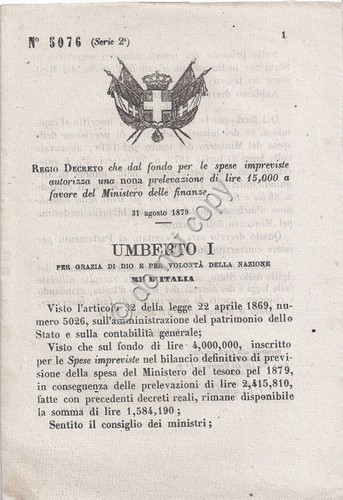 N° 5076 (Serie 2ª)
1
REGIO DECRETO che dal fondo per le spese impreviste
autorizza una nona prelevazione di lire 15,000 a
favore del Ministero delle finanze.
31 agosto 1879
UMBERTO I
PER GRAZIA DI DIO E PER VOLONTÀ DELLA NAZIONE
RE D'ITALIA
Visto l'articolo 32 della legge 22 aprile 1869, nu-
mero 5026, sull'amministrazione del patrimonio dello
Stato e sulla contabilità generale;
Visto che sul fondo di lire 4,000,000, inscritto
per le Spese impreviste nel bilancio definitivo di previ-
sione della spesa del Ministero del tesoro pel 1879,
in conseguenza delle prelevazioni di lire 2,415,810,
fatte con precedenti decreti reali, rimane disponibile
la somma di lire 1,584,190;
Sentito il consiglio dei ministri;